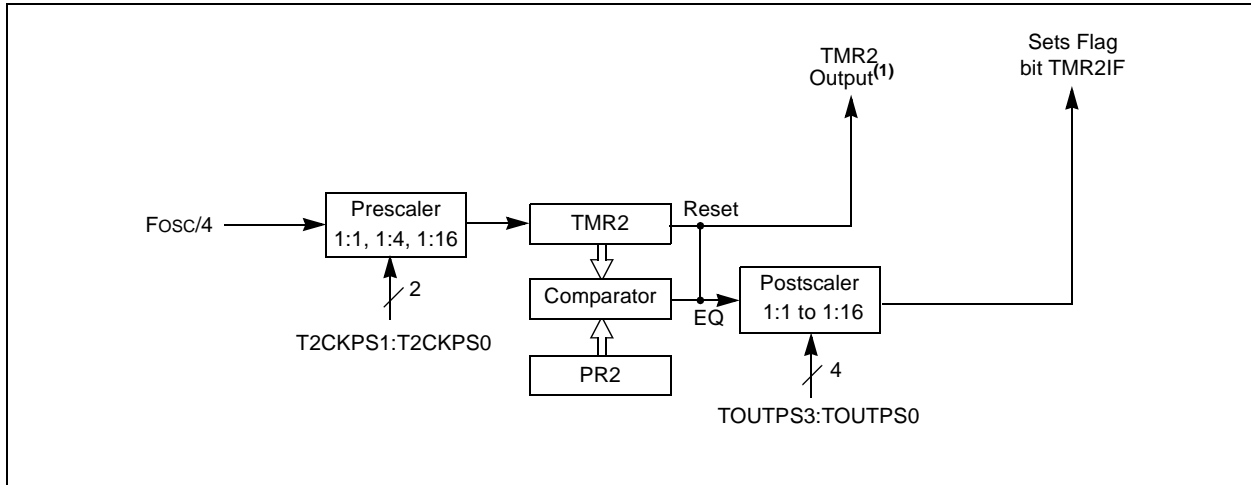 TMR2
Output(1)
Sets Flag
bit TMR2IF
FOSC/4
Prescaler
1:1, 1:4, 1:16
2
T2CKPS1:T2CKPS0
TMR2
Reset
Comparator
EQ
PR2
Postscaler
1:1 to 1:16
4
TOUTPS3:TOUTPS0